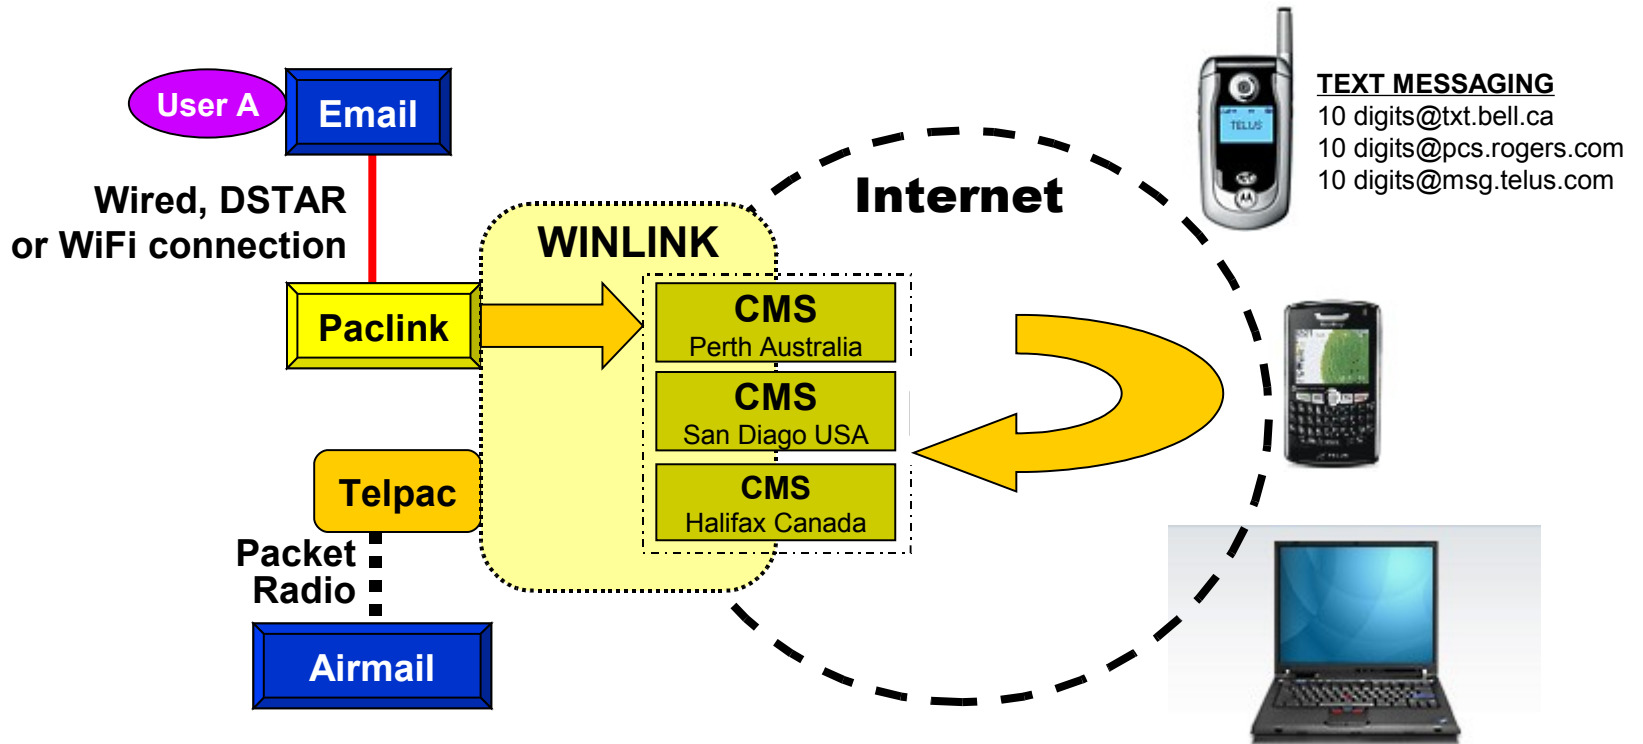 User A
Email
Wired, DSTAR
or WiFi connection
Paclink
Telpac
Packet
Radio
Airmail
WINLINK
CMS
Perth Australia
CMS
San Diago USA
CMS
Halifax Canada
Internet
TELUS
TEXT MESSAGING
10 digits@txt.bell.ca
10 digits@pcs.rogers.com
10 digits@msg.telus.com
TELUS